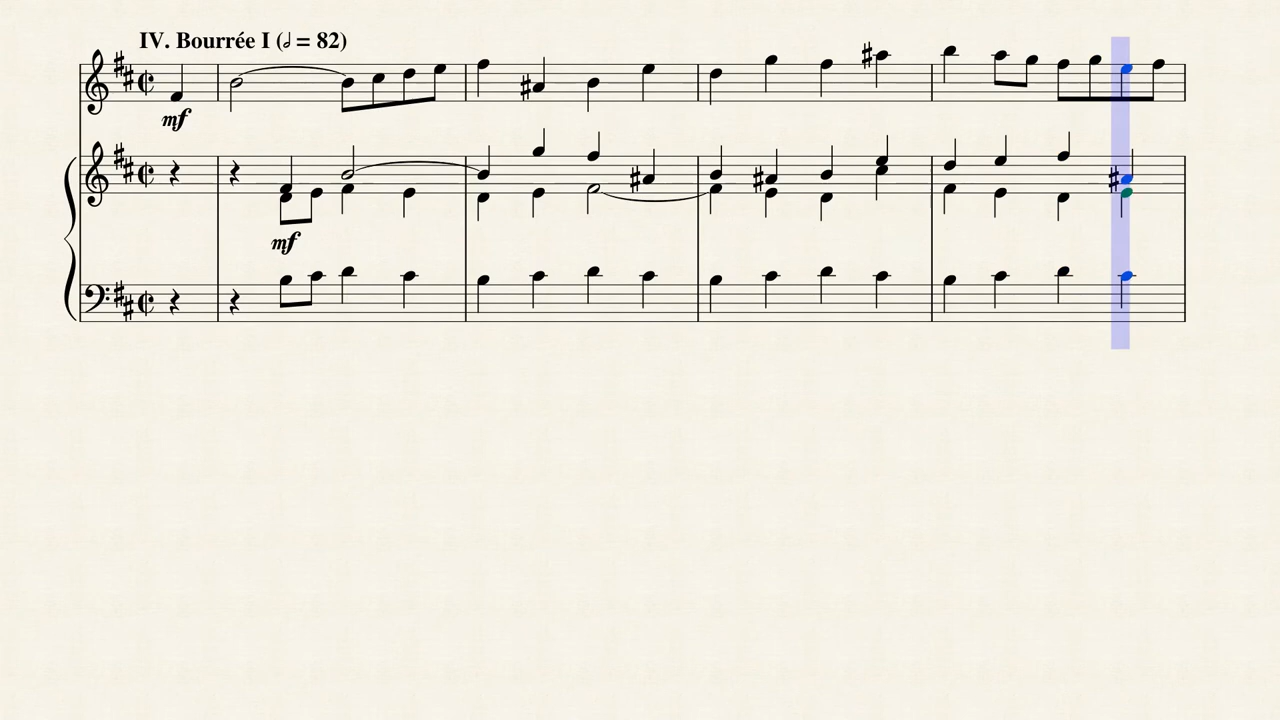 IV. Bourrée I (𝅗𝅥 = 82)
mf
mf